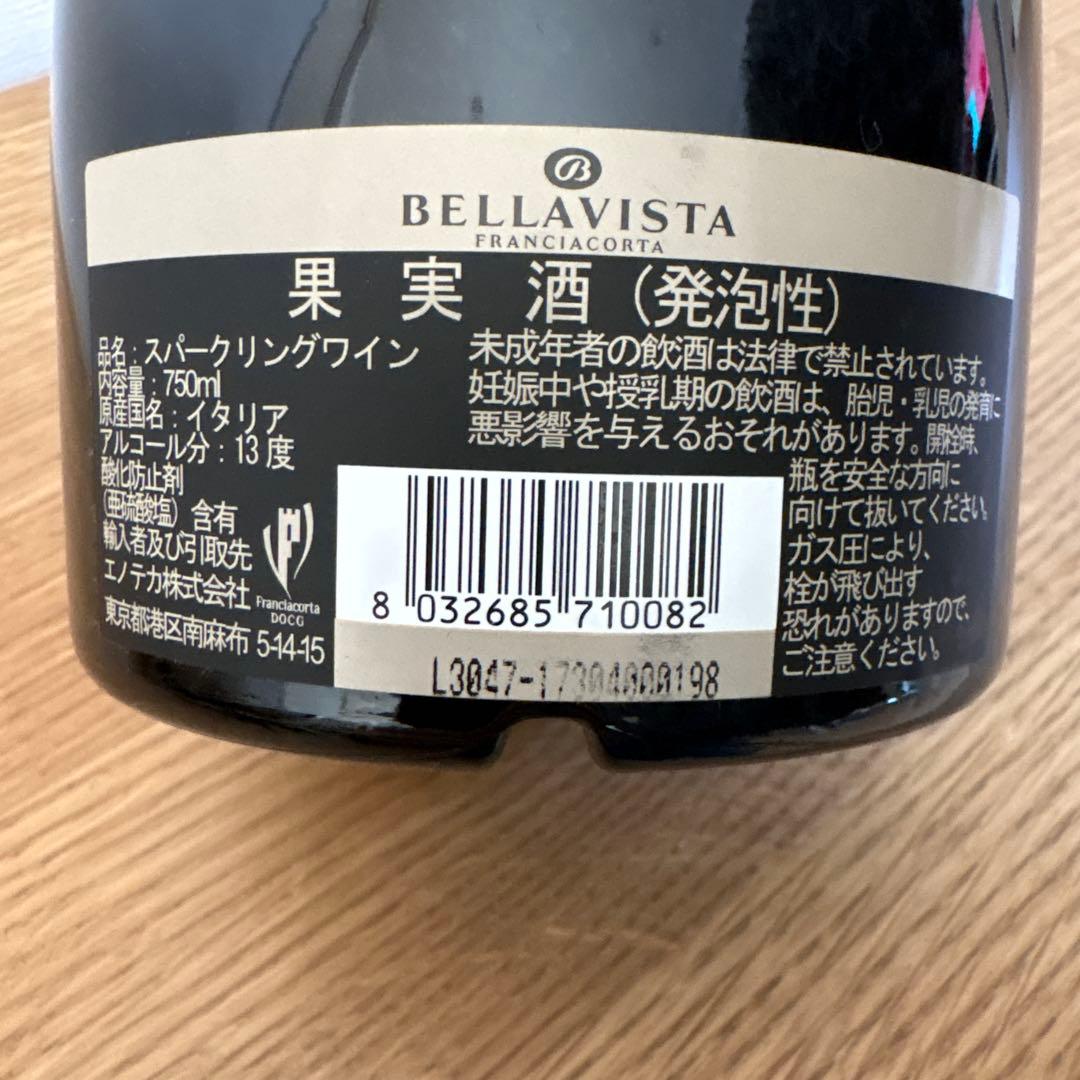 B
BELLAVISTA
FRANCIACORTA
果実酒(発泡性)
品名:スパークリングワイン
内容量:750ml
原産国名:イタリア
アルコール分:13度
酸化防止剤
(亜硫酸塩)含有
輸入者及び引取先
エノテカ株式会社
東京都港区南麻布 5-14-15
Franciacorta
DOCG
未成年者の飲酒は法律で禁止されています。
妊娠中や授乳期の飲酒は、胎児・乳児の発育に
悪影響を与えるおそれがあります。開栓時、
瓶を安全な方向に
向けて抜いてください。
ガス圧により、
栓が飛び出す
恐れがありますので、
ご注意ください。
8 032685 710082
L3047-17304000198